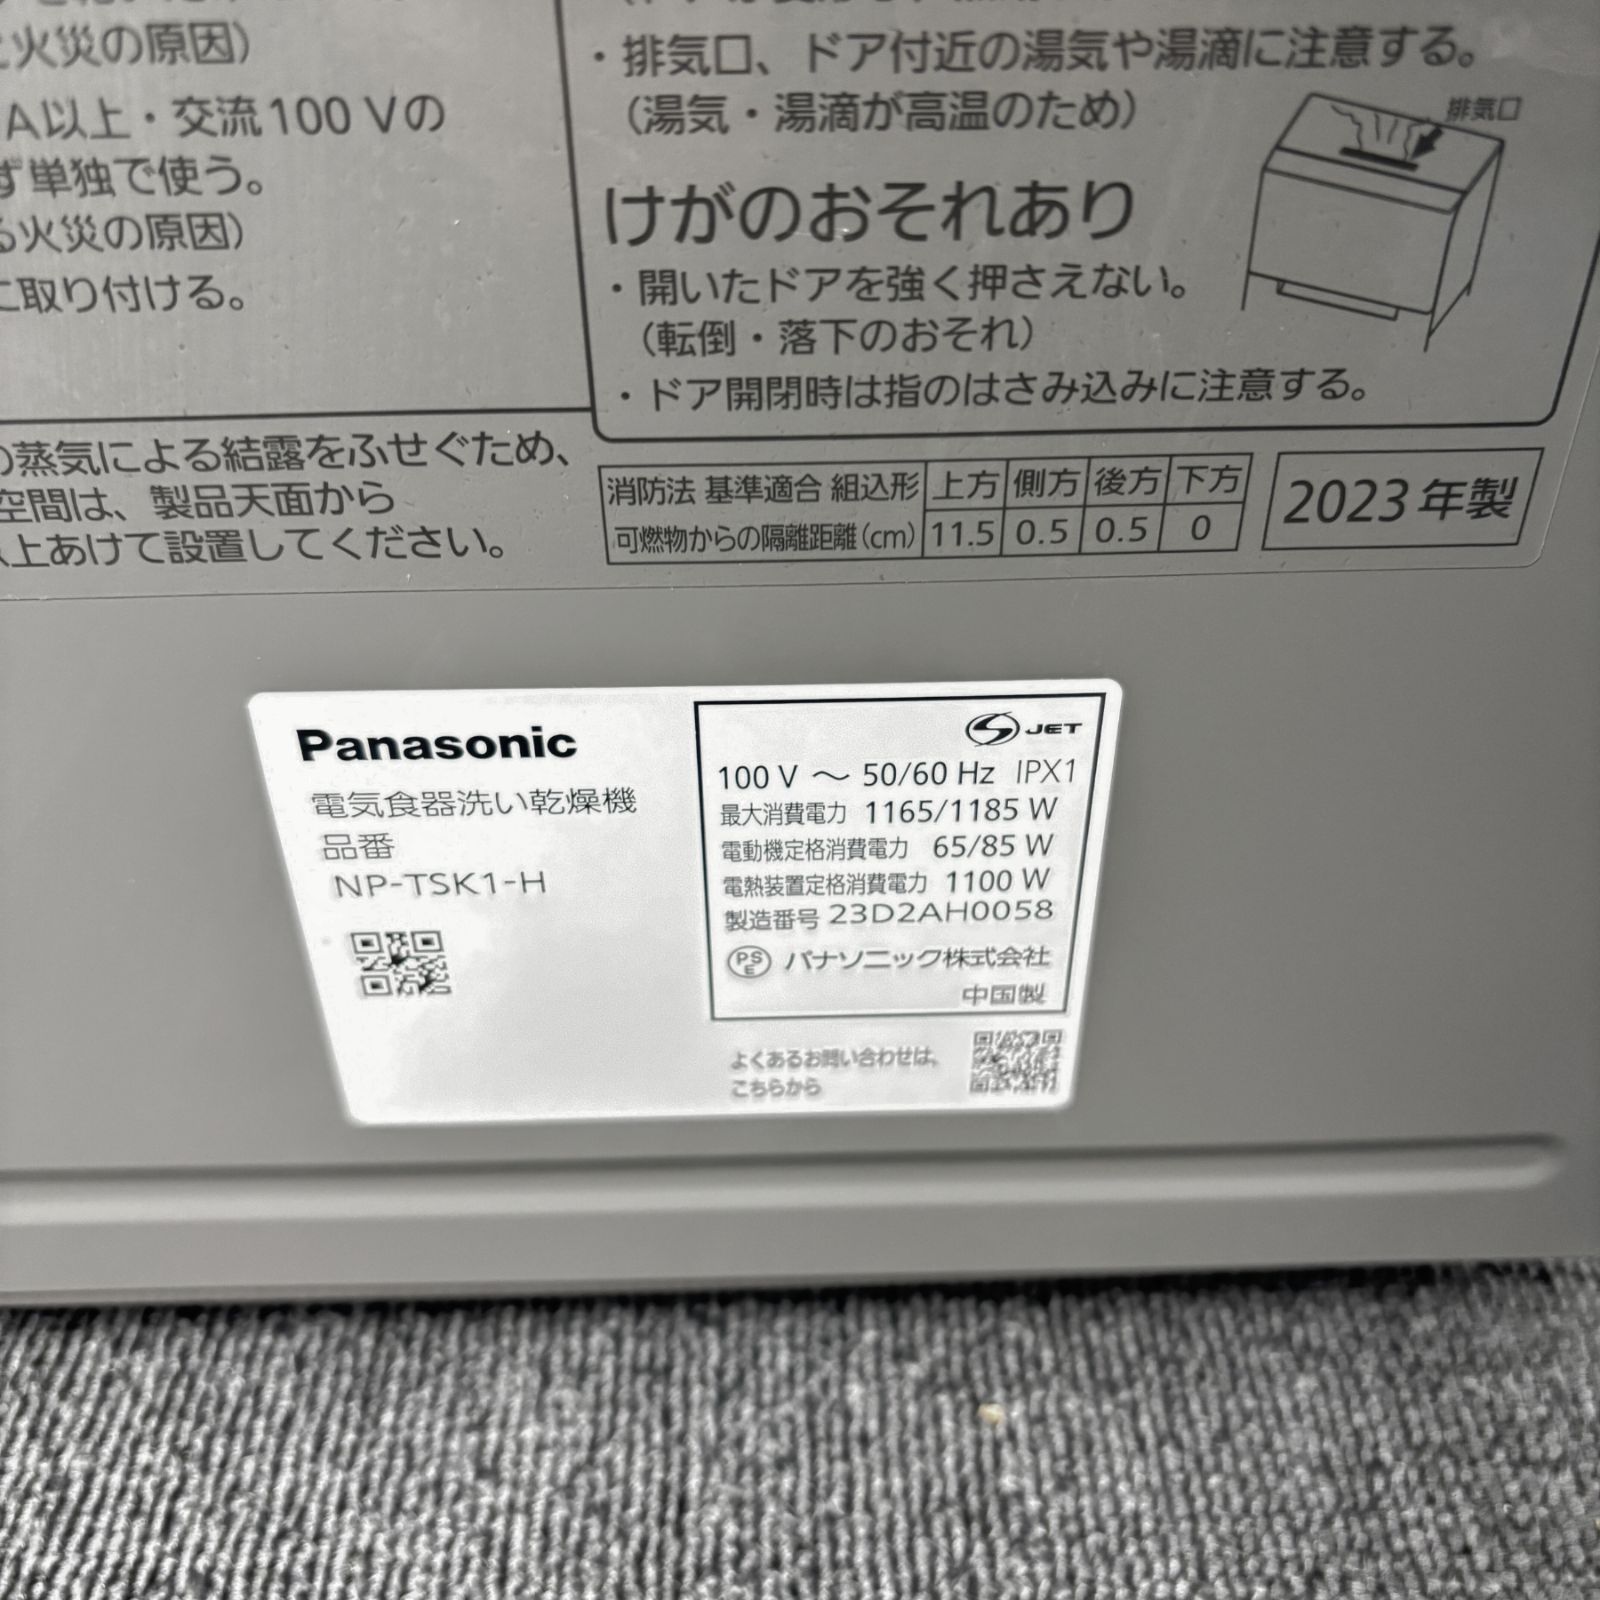 火災の原因）
A以上・交流100 Vの
ず単独で使う。
る火災の原因）
に取り付ける。
・排気口、ドア付近の湯気や湯滴に注意する。
（湯気・湯滴が高温のため）
排気口
けがのおそれあり
・開いたドアを強く押さえない。
（転倒・落下のおそれ）
・ドア開閉時は指のはさみ込みに注意する。
の蒸気による結露をふせぐため、
空間は、製品天面から
以上あけて設置してください。
消防法 基準適合 組込形 上方 側方 後方 下方
可燃物からの隔離距離(cm) 11.5 0.5 0.5 0
2023年製
Panasonic
電気食器洗い乾燥機
品番
NP-TSK1-H
S JET
100 V ～ 50/60 Hz IPX1
最大消費電力 1165/1185 W
電動機定格消費電力 65/85 W
電熱装置定格消費電力 1100 W
製造番号 23D2AH0058
PSE パナソニック株式会社
中国製
よくあるお問い合わせは、
こちらから